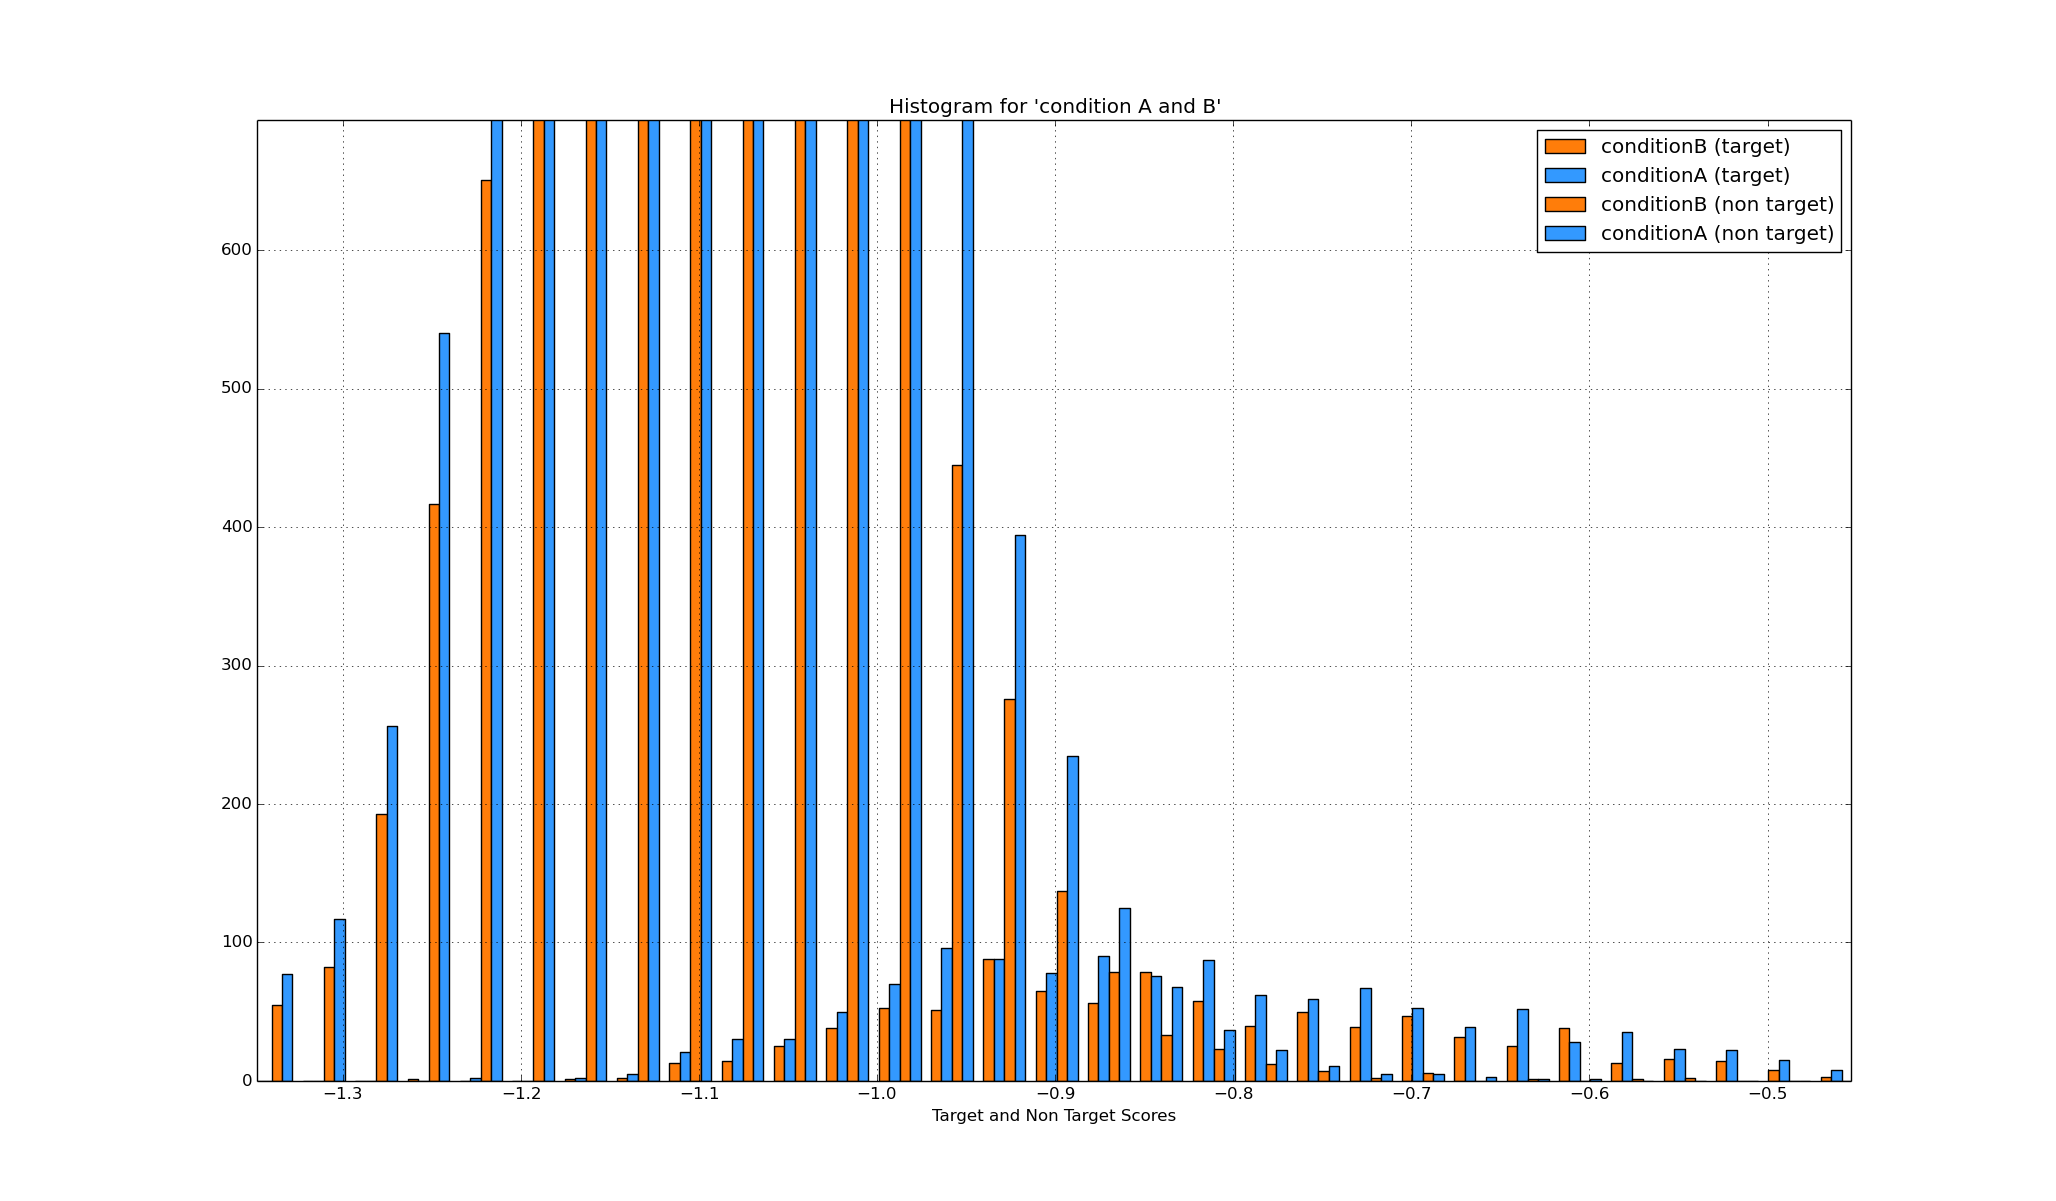 Histogram for 'condition A and B'
conditionB (target)
conditionA (target)
conditionB (non target)
conditionA (non target)
600
500
400
300
200
100
0
−1.3 −1.2 −1.1 −1.0 −0.9 −0.8 −0.7 −0.6 −0.5
Target and Non Target Scores